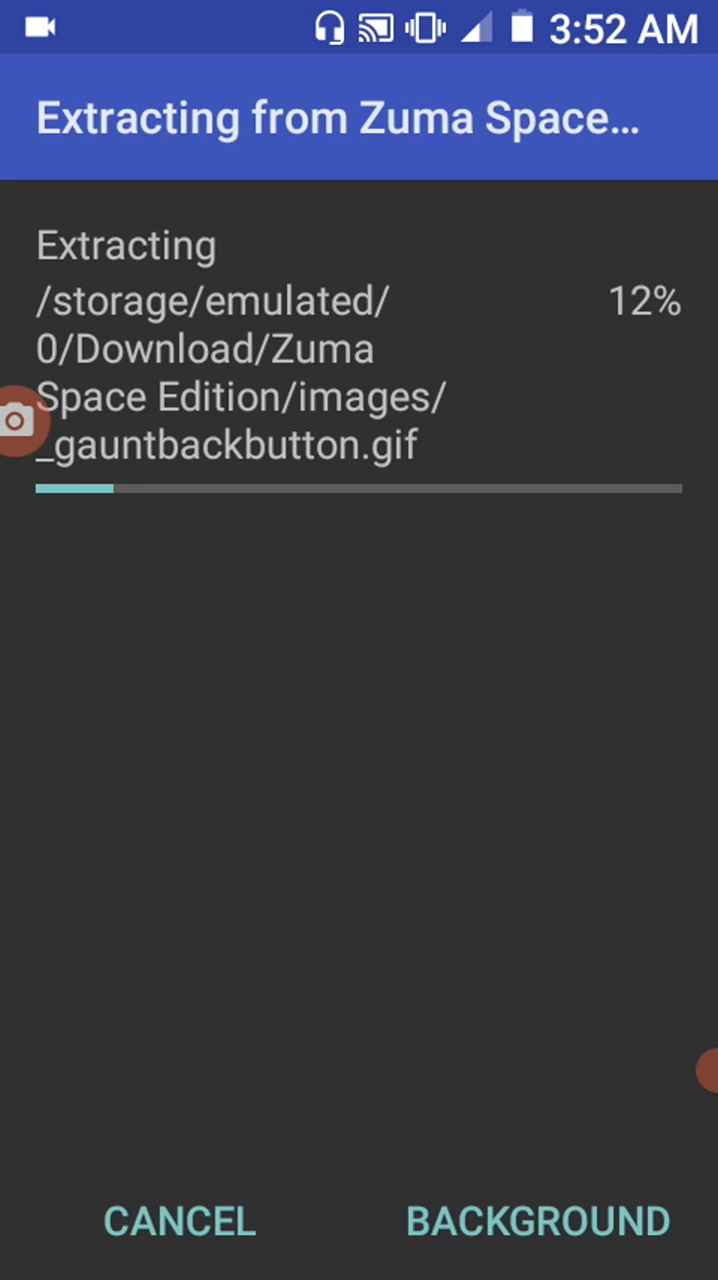 3:52 AM
Extracting from Zuma Space...
Extracting
/storage/emulated/ 12%
0/Download/Zuma
Space Edition/images/
_gauntbackbutton.gif
CANCEL BACKGROUND